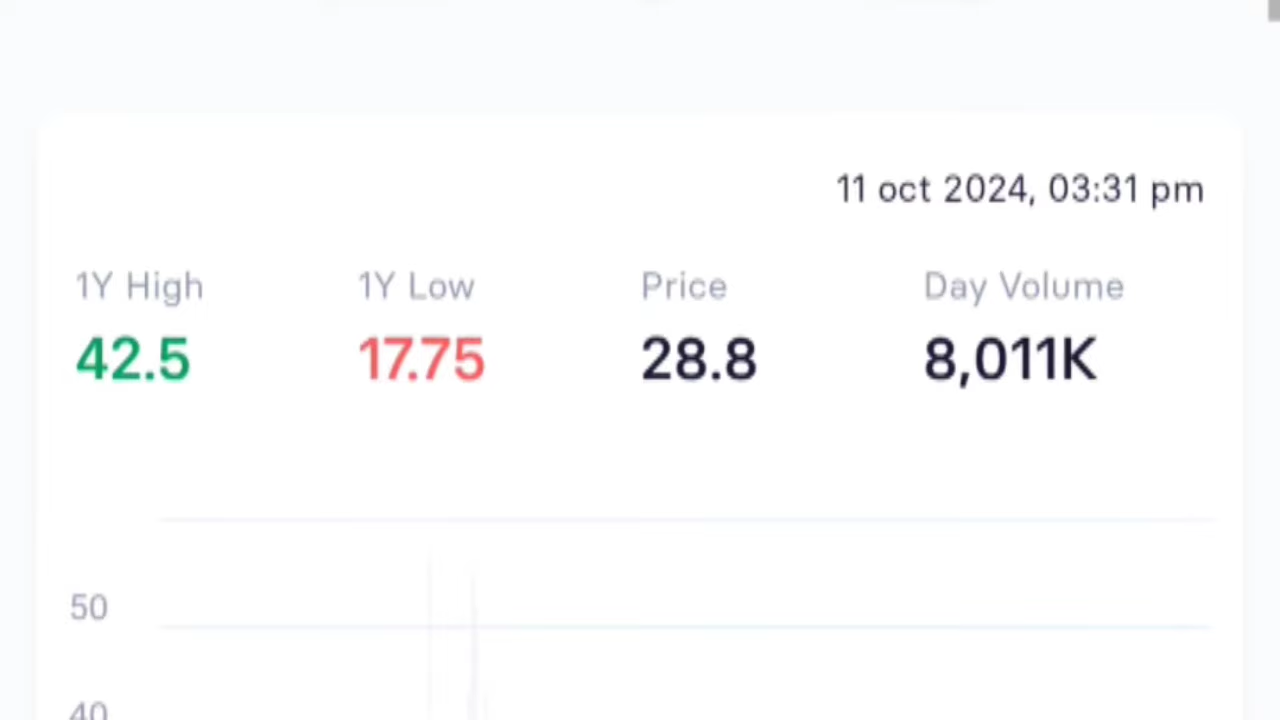 11 oct 2024, 03:31 pm
1Y High 1Y Low Price Day Volume
42.5 17.75 28.8 8,011K
50
40